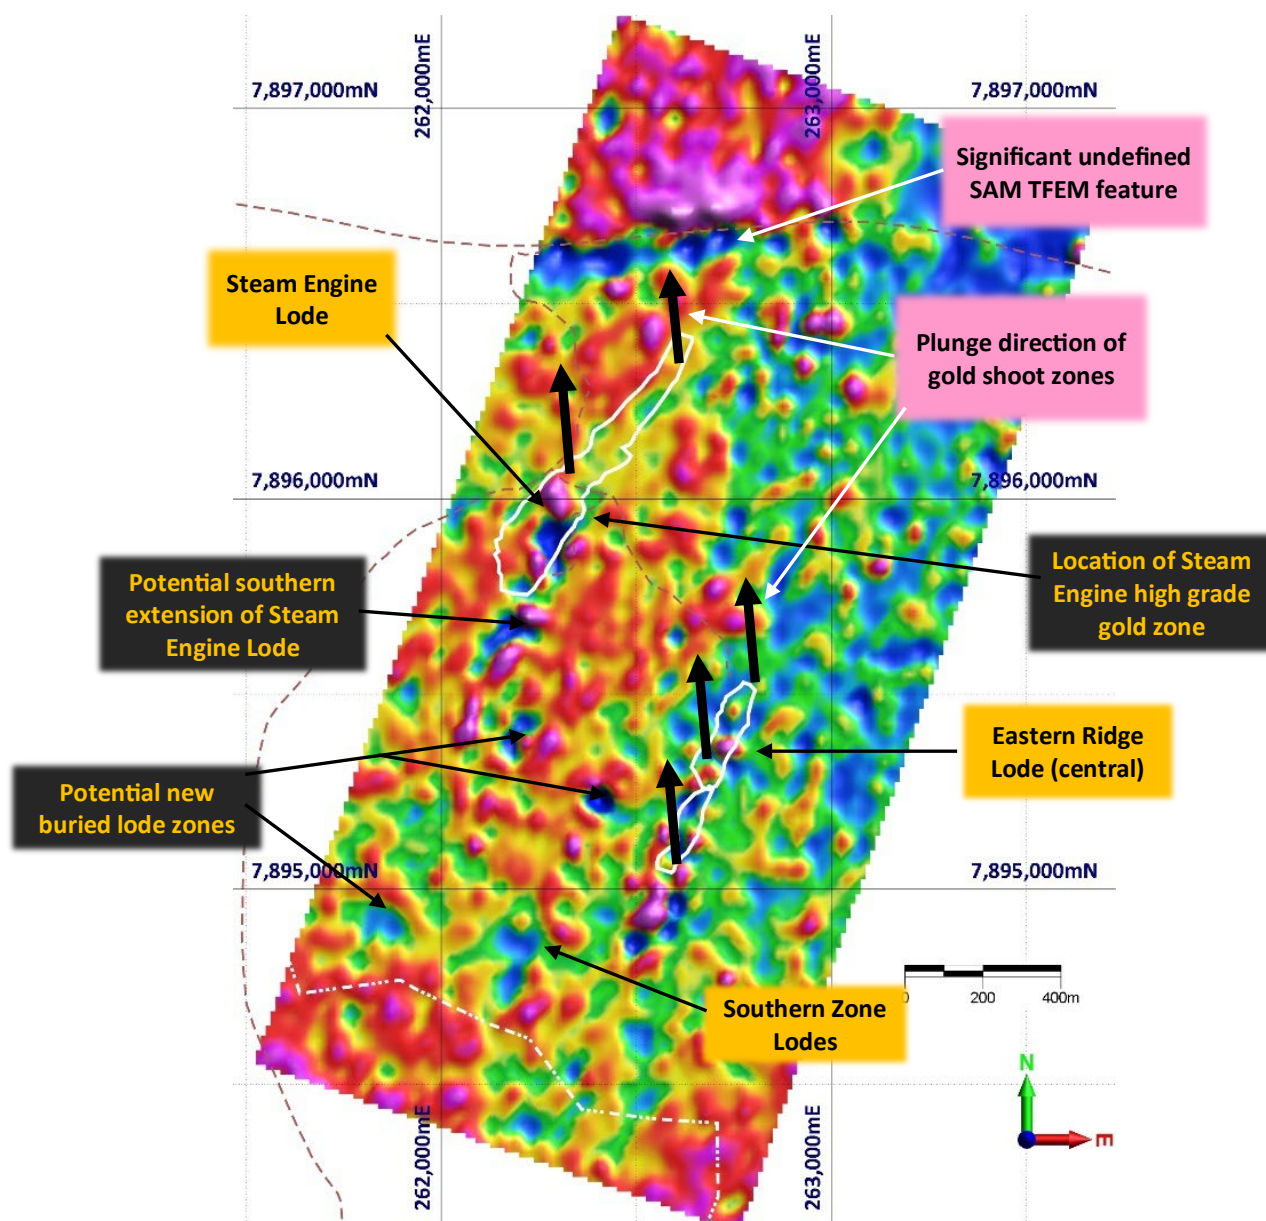 262,000mE
263,000mE
7,897,000mN
7,897,000mN
Significant undefined
SAM TFEM feature
Steam Engine
Lode
Plunge direction of
gold shoot zones
7,896,000mN
7,896,000mN
Location of Steam
Engine high grade
gold zone
Potential southern
extension of Steam
Engine Lode
Eastern Ridge
Lode (central)
Potential new
buried lode zones
7,895,000mN
7,895,000mN
0 200 400m
Southern Zone
Lodes
N
E
262,000mE
263,000mE